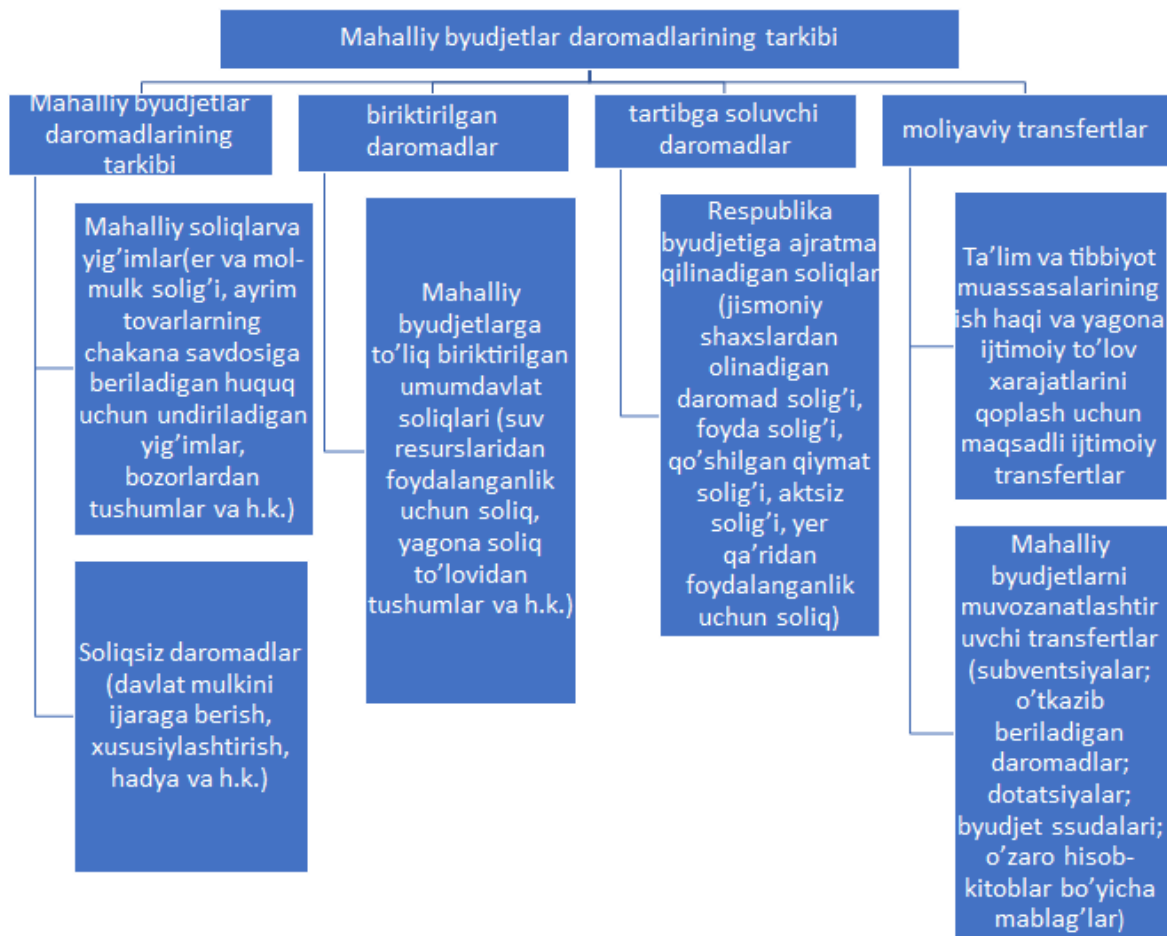 Mahalliy byudjetlar daromadlarining tarkibi
Mahalliy byudjetlar
daromadlarining
tarkibi
biriktirilgan
daromadlar
tartibga soluvchi
daromadlar
moliyaviy transfertlar
Mahalliy soliqlarva
yig’imlar(er va mol-
mulk solig’i, ayrim
tovarlarning
chakana savdosiga
beriladigan huquq
uchun undiriladigan
yig’imlar,
bozorlardan
tushumlar va h.k.)
Soliqsiz daromadlar
(davlat mulkini
ijaraga berish,
xususiylashtirish,
hadya va h.k.)
Mahalliy
byudjetlarga
to’liq biriktirilgan
umumdavlat
soliqlari (suv
resurslaridan
foydalanganlik
uchun soliq,
yagona soliq
to’lovidan
tushumlar va h.k.)
Respublika
byudjetiga ajratma
qilinadigan soliqlar
(jismoniy
shaxslardan
olinadigan
daromad solig’i,
foyda solig’i,
qo’shilgan qiymat
solig’i, aktsiz
solig’i, yer
qa’ridan
foydalanganlik
uchun soliq)
Ta’lim va tibbiyot
muassasalarining
ish haqi va yagona
ijtimoiy to’lov
xarajatlarini
qoplash uchun
maqsadli ijtimoiy
transfertlar
Mahalliy
byudjetlarni
muvozanatlashtir
uvchi transfertlar
(subventsiyalar;
o’tkazib
beriladigan
daromadlar;
dotatsiyalar;
byudjet ssudalari;
o’zaro hisob-
kitoblar bo’yicha
mablag’lar)